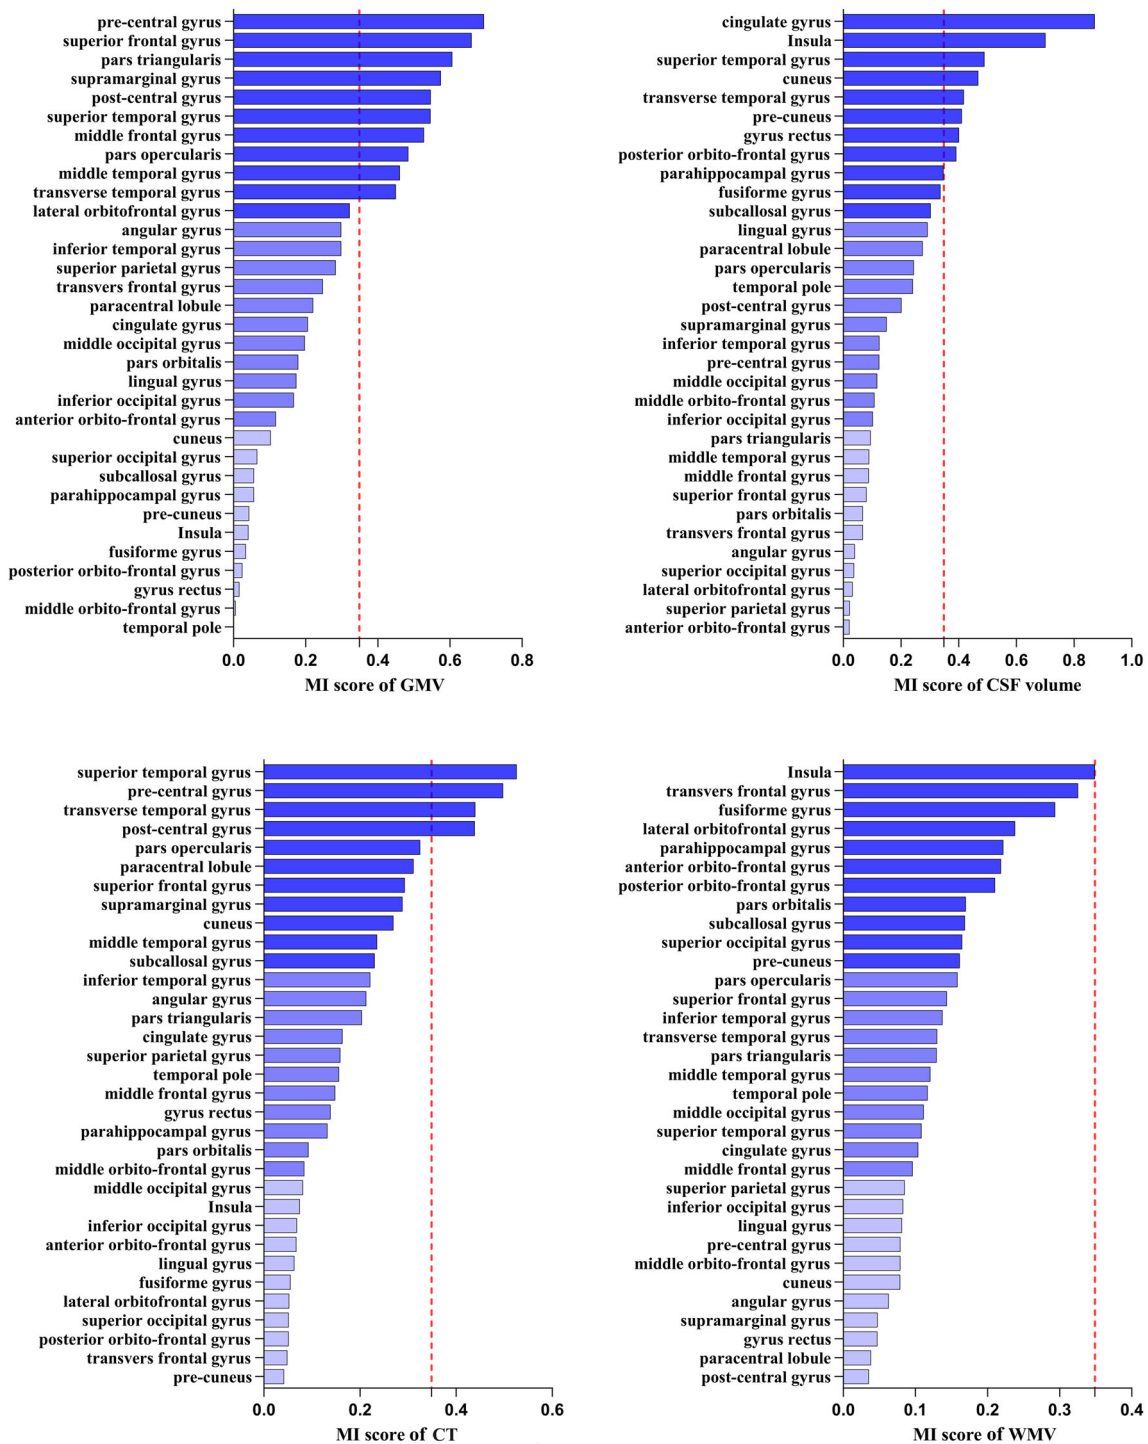 pre-central gyrus
superior frontal gyrus
pars triangularis
supramarginal gyrus
post-central gyrus
superior temporal gyrus
middle frontal gyrus
pars opercularis
middle temporal gyrus
transverse temporal gyrus
lateral orbitofrontal gyrus
angular gyrus
inferior temporal gyrus
superior parietal gyrus
transvers frontal gyrus
paracentral lobule
cingulate gyrus
middle occipital gyrus
pars orbitalis
lingual gyrus
inferior occipital gyrus
anterior orbito-frontal gyrus
cuneus
superior occipital gyrus
subcallosal gyrus
parahippocampal gyrus
pre-cuneus
Insula
fusiforme gyrus
posterior orbito-frontal gyrus
gyrus rectus
middle orbito-frontal gyrus
temporal pole
0.0 0.2 0.4 0.6 0.8
MI score of GMV
cingulate gyrus
Insula
superior temporal gyrus
cuneus
transverse temporal gyrus
pre-cuneus
gyrus rectus
posterior orbito-frontal gyrus
parahippocampal gyrus
fusiforme gyrus
subcallosal gyrus
lingual gyrus
paracentral lobule
pars opercularis
temporal pole
post-central gyrus
supramarginal gyrus
inferior temporal gyrus
pre-central gyrus
middle occipital gyrus
middle orbito-frontal gyrus
inferior occipital gyrus
pars triangularis
middle temporal gyrus
middle frontal gyrus
superior frontal gyrus
pars orbitalis
transvers frontal gyrus
angular gyrus
superior occipital gyrus
lateral orbitofrontal gyrus
superior parietal gyrus
anterior orbito-frontal gyrus
0.0 0.2 0.4 0.6 0.8 1.0
MI score of CSF volume
superior temporal gyrus
pre-central gyrus
transverse temporal gyrus
post-central gyrus
pars opercularis
paracentral lobule
superior frontal gyrus
supramarginal gyrus
cuneus
middle temporal gyrus
subcallosal gyrus
inferior temporal gyrus
angular gyrus
pars triangularis
cingulate gyrus
superior parietal gyrus
temporal pole
middle frontal gyrus
gyrus rectus
parahippocampal gyrus
pars orbitalis
middle orbito-frontal gyrus
middle occipital gyrus
Insula
inferior occipital gyrus
anterior orbito-frontal gyrus
lingual gyrus
fusiforme gyrus
lateral orbitofrontal gyrus
superior occipital gyrus
posterior orbito-frontal gyrus
transvers frontal gyrus
pre-cuneus
0.0 0.2 0.4 0.6
MI score of CT
Insula
transvers frontal gyrus
fusiforme gyrus
lateral orbitofrontal gyrus
parahippocampal gyrus
anterior orbito-frontal gyrus
posterior orbito-frontal gyrus
pars orbitalis
subcallosal gyrus
superior occipital gyrus
pre-cuneus
pars opercularis
superior frontal gyrus
inferior temporal gyrus
transverse temporal gyrus
pars triangularis
middle temporal gyrus
temporal pole
middle occipital gyrus
superior temporal gyrus
cingulate gyrus
middle frontal gyrus
superior parietal gyrus
inferior occipital gyrus
lingual gyrus
pre-central gyrus
middle orbito-frontal gyrus
cuneus
angular gyrus
supramarginal gyrus
gyrus rectus
paracentral lobule
post-central gyrus
0.0 0.1 0.2 0.3 0.4
MI score of WMV